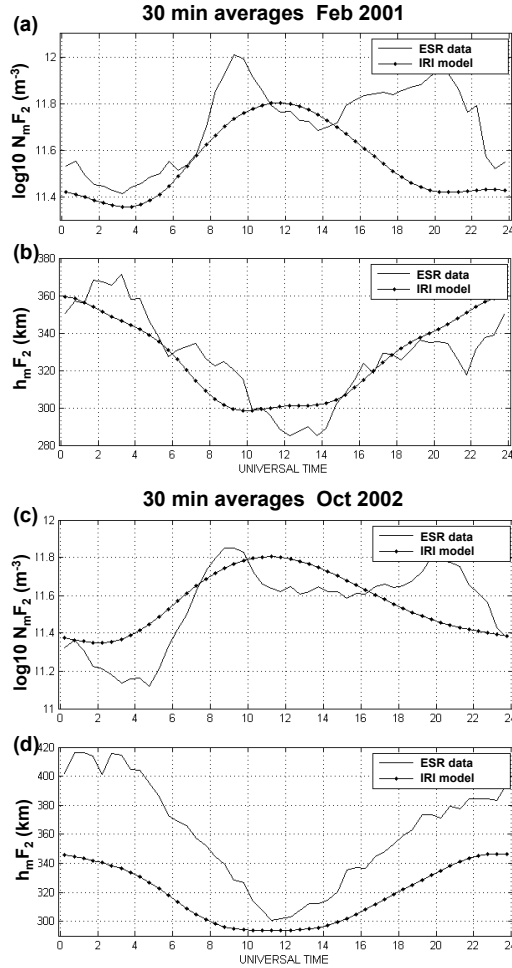 30 min averages Feb 2001
(a)
log10 NmF2 (m-3)
12
11.8
11.6
11.4
ESR data
IRI model
0 2 4 6 8 10 12 14 16 18 20 22 24
(b)
hmF2 (km)
380
360
340
320
300
280
ESR data
IRI model
0 2 4 6 8 10 12 14 16 18 20 22 24
UNIVERSAL TIME
30 min averages Oct 2002
(c)
log10 NmF2 (m-3)
12
11.8
11.6
11.4
11.2
11
ESR data
IRI model
0 2 4 6 8 10 12 14 16 18 20 22 24
(d)
hmF2 (km)
420
400
380
360
340
320
300
ESR data
IRI model
0 2 4 6 8 10 12 14 16 18 20 22 24
UNIVERSAL TIME